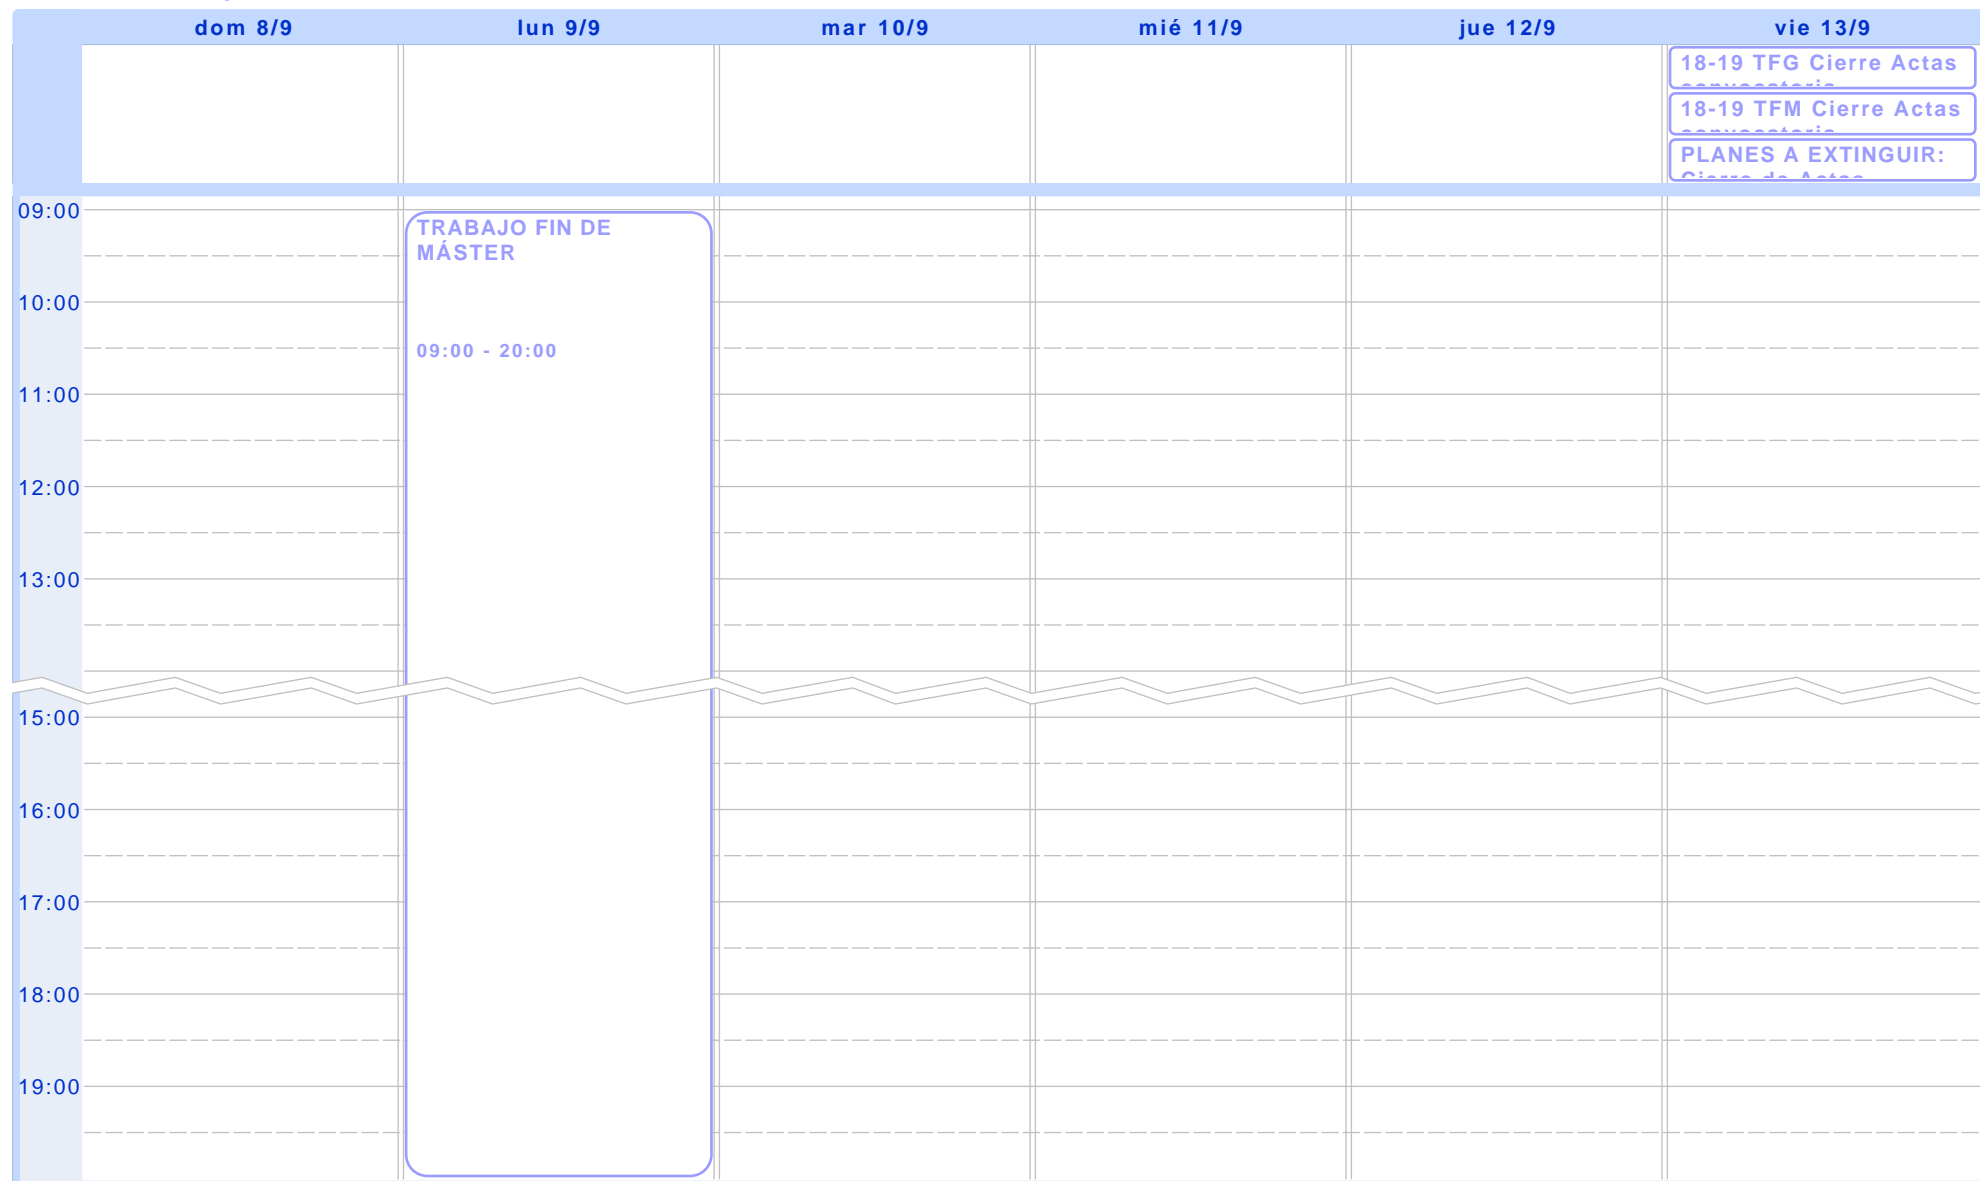 dom 8/9 lun 9/9 mar 10/9 mié 11/9 jue 12/9 vie 13/9
18-19 TFG Cierre Actas
18-19 TFM Cierre Actas
PLANES A EXTINGUIR:
Cierre de Actas
09:00
TRABAJO FIN DE
MÁSTER
10:00
09:00 - 20:00
11:00
12:00
13:00
15:00
16:00
17:00
18:00
19:00